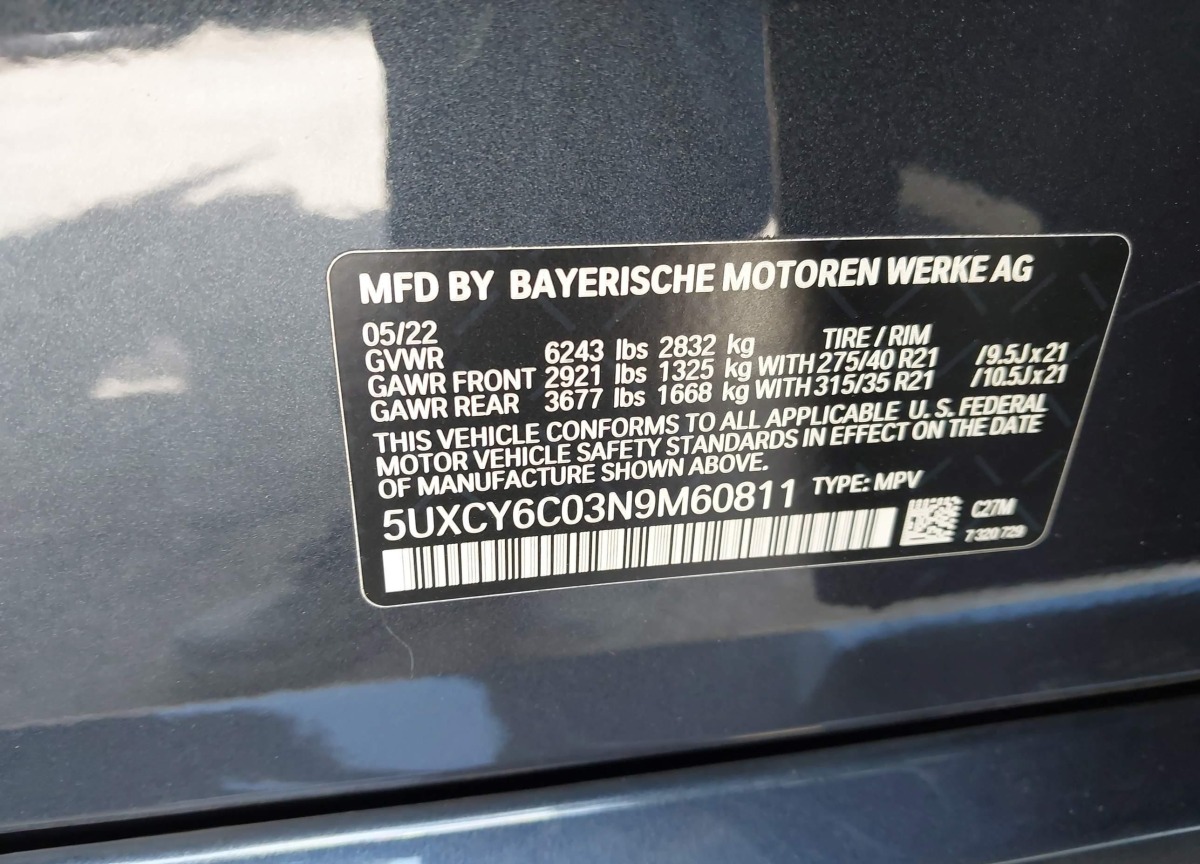 MFD BY BAYERISCHE MOTOREN WERKE AG
05/22 TIRE / RIM
GVWR 6243 lbs 2832 kg
GAWR FRONT 2921 lbs 1325 kg WITH 275/40 R21 /9.5J x 21
GAWR REAR 3677 lbs 1668 kg WITH 315/35 R21 /10.5J x 21
THIS VEHICLE CONFORMS TO ALL APPLICABLE U. S. FEDERAL
MOTOR VEHICLE SAFETY STANDARDS IN EFFECT ON THE DATE
OF MANUFACTURE SHOWN ABOVE.
5UXCY6C03N9M60811 TYPE: MPV
C27M
7 320 729